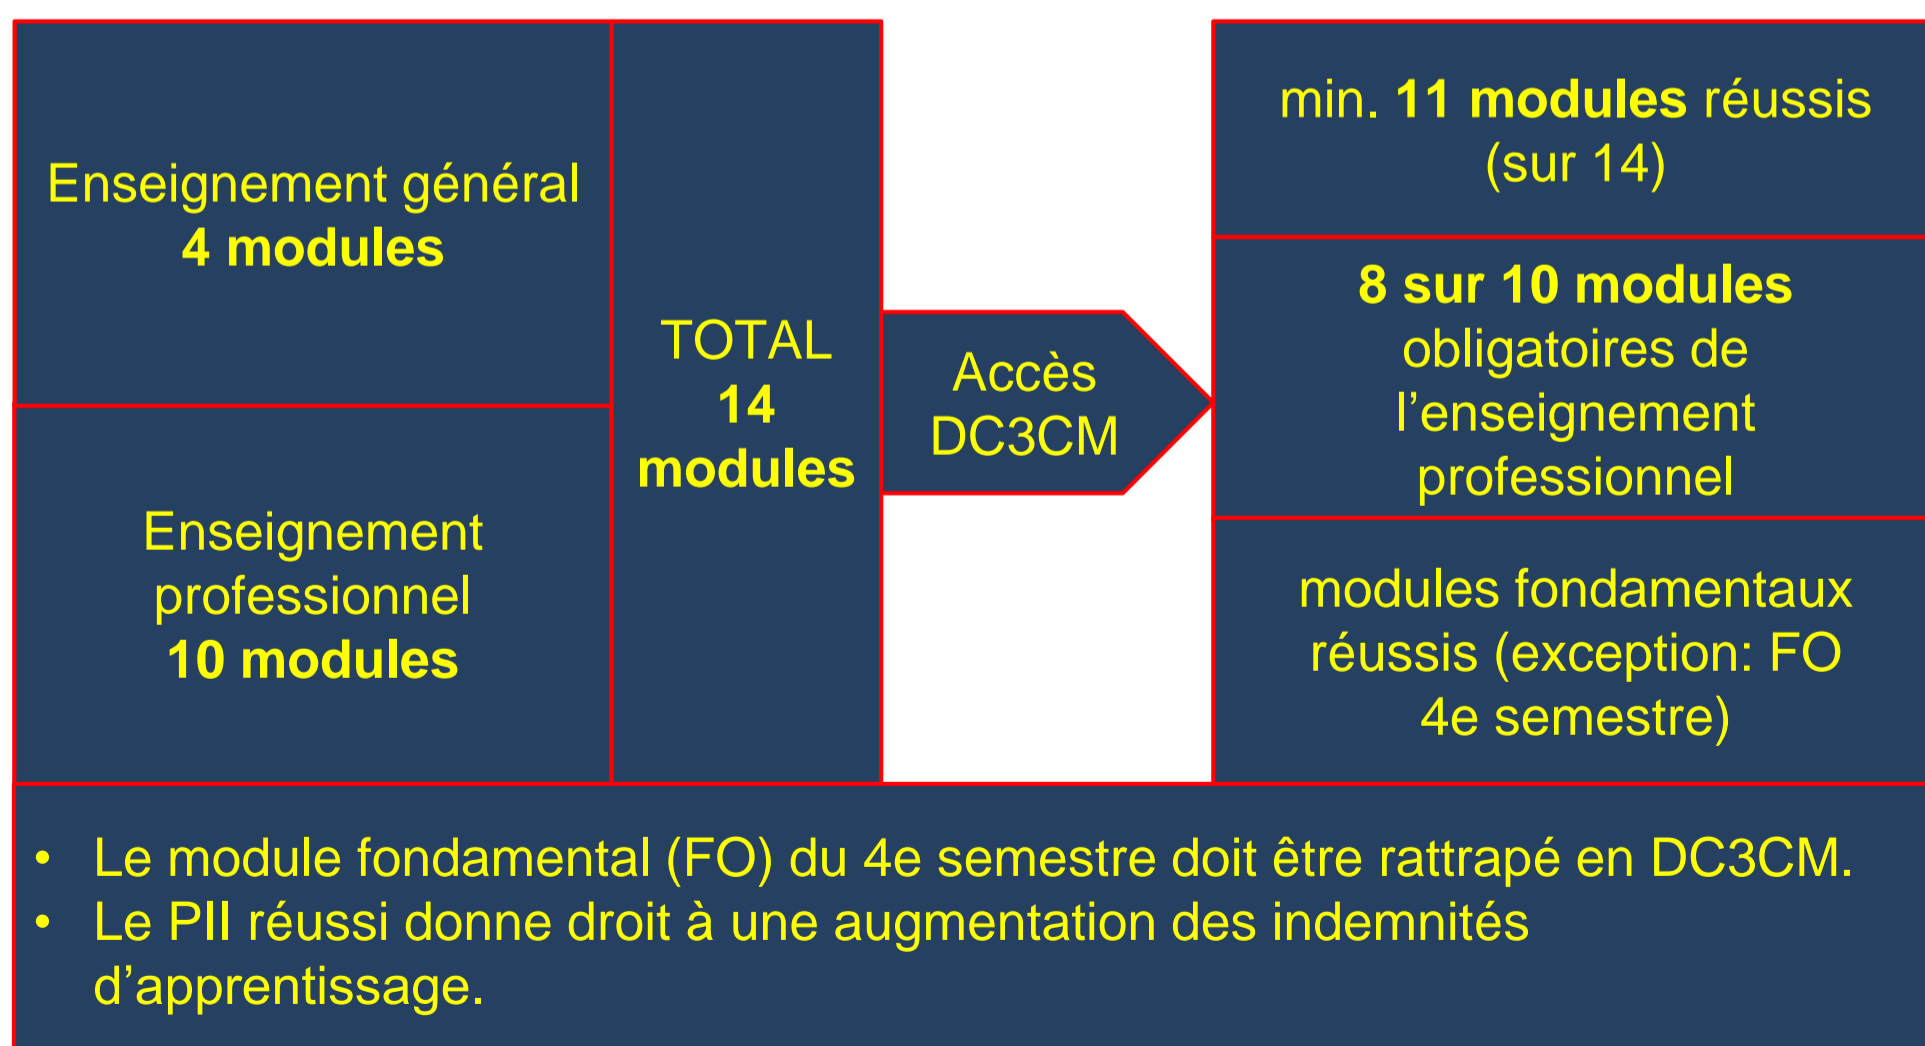 Enseignement général
4 modules
Enseignement
professionnel
10 modules
TOTAL
14
modules
Accès
DC3CM
min. 11 modules réussis
(sur 14)
8 sur 10 modules
obligatoires de
l’enseignement
professionnel
modules fondamentaux
réussis (exception: FO
4e semestre)
• Le module fondamental (FO) du 4e semestre doit être rattrapé en DC3CM.
• Le PII réussi donne droit à une augmentation des indemnités
d’apprentissage.